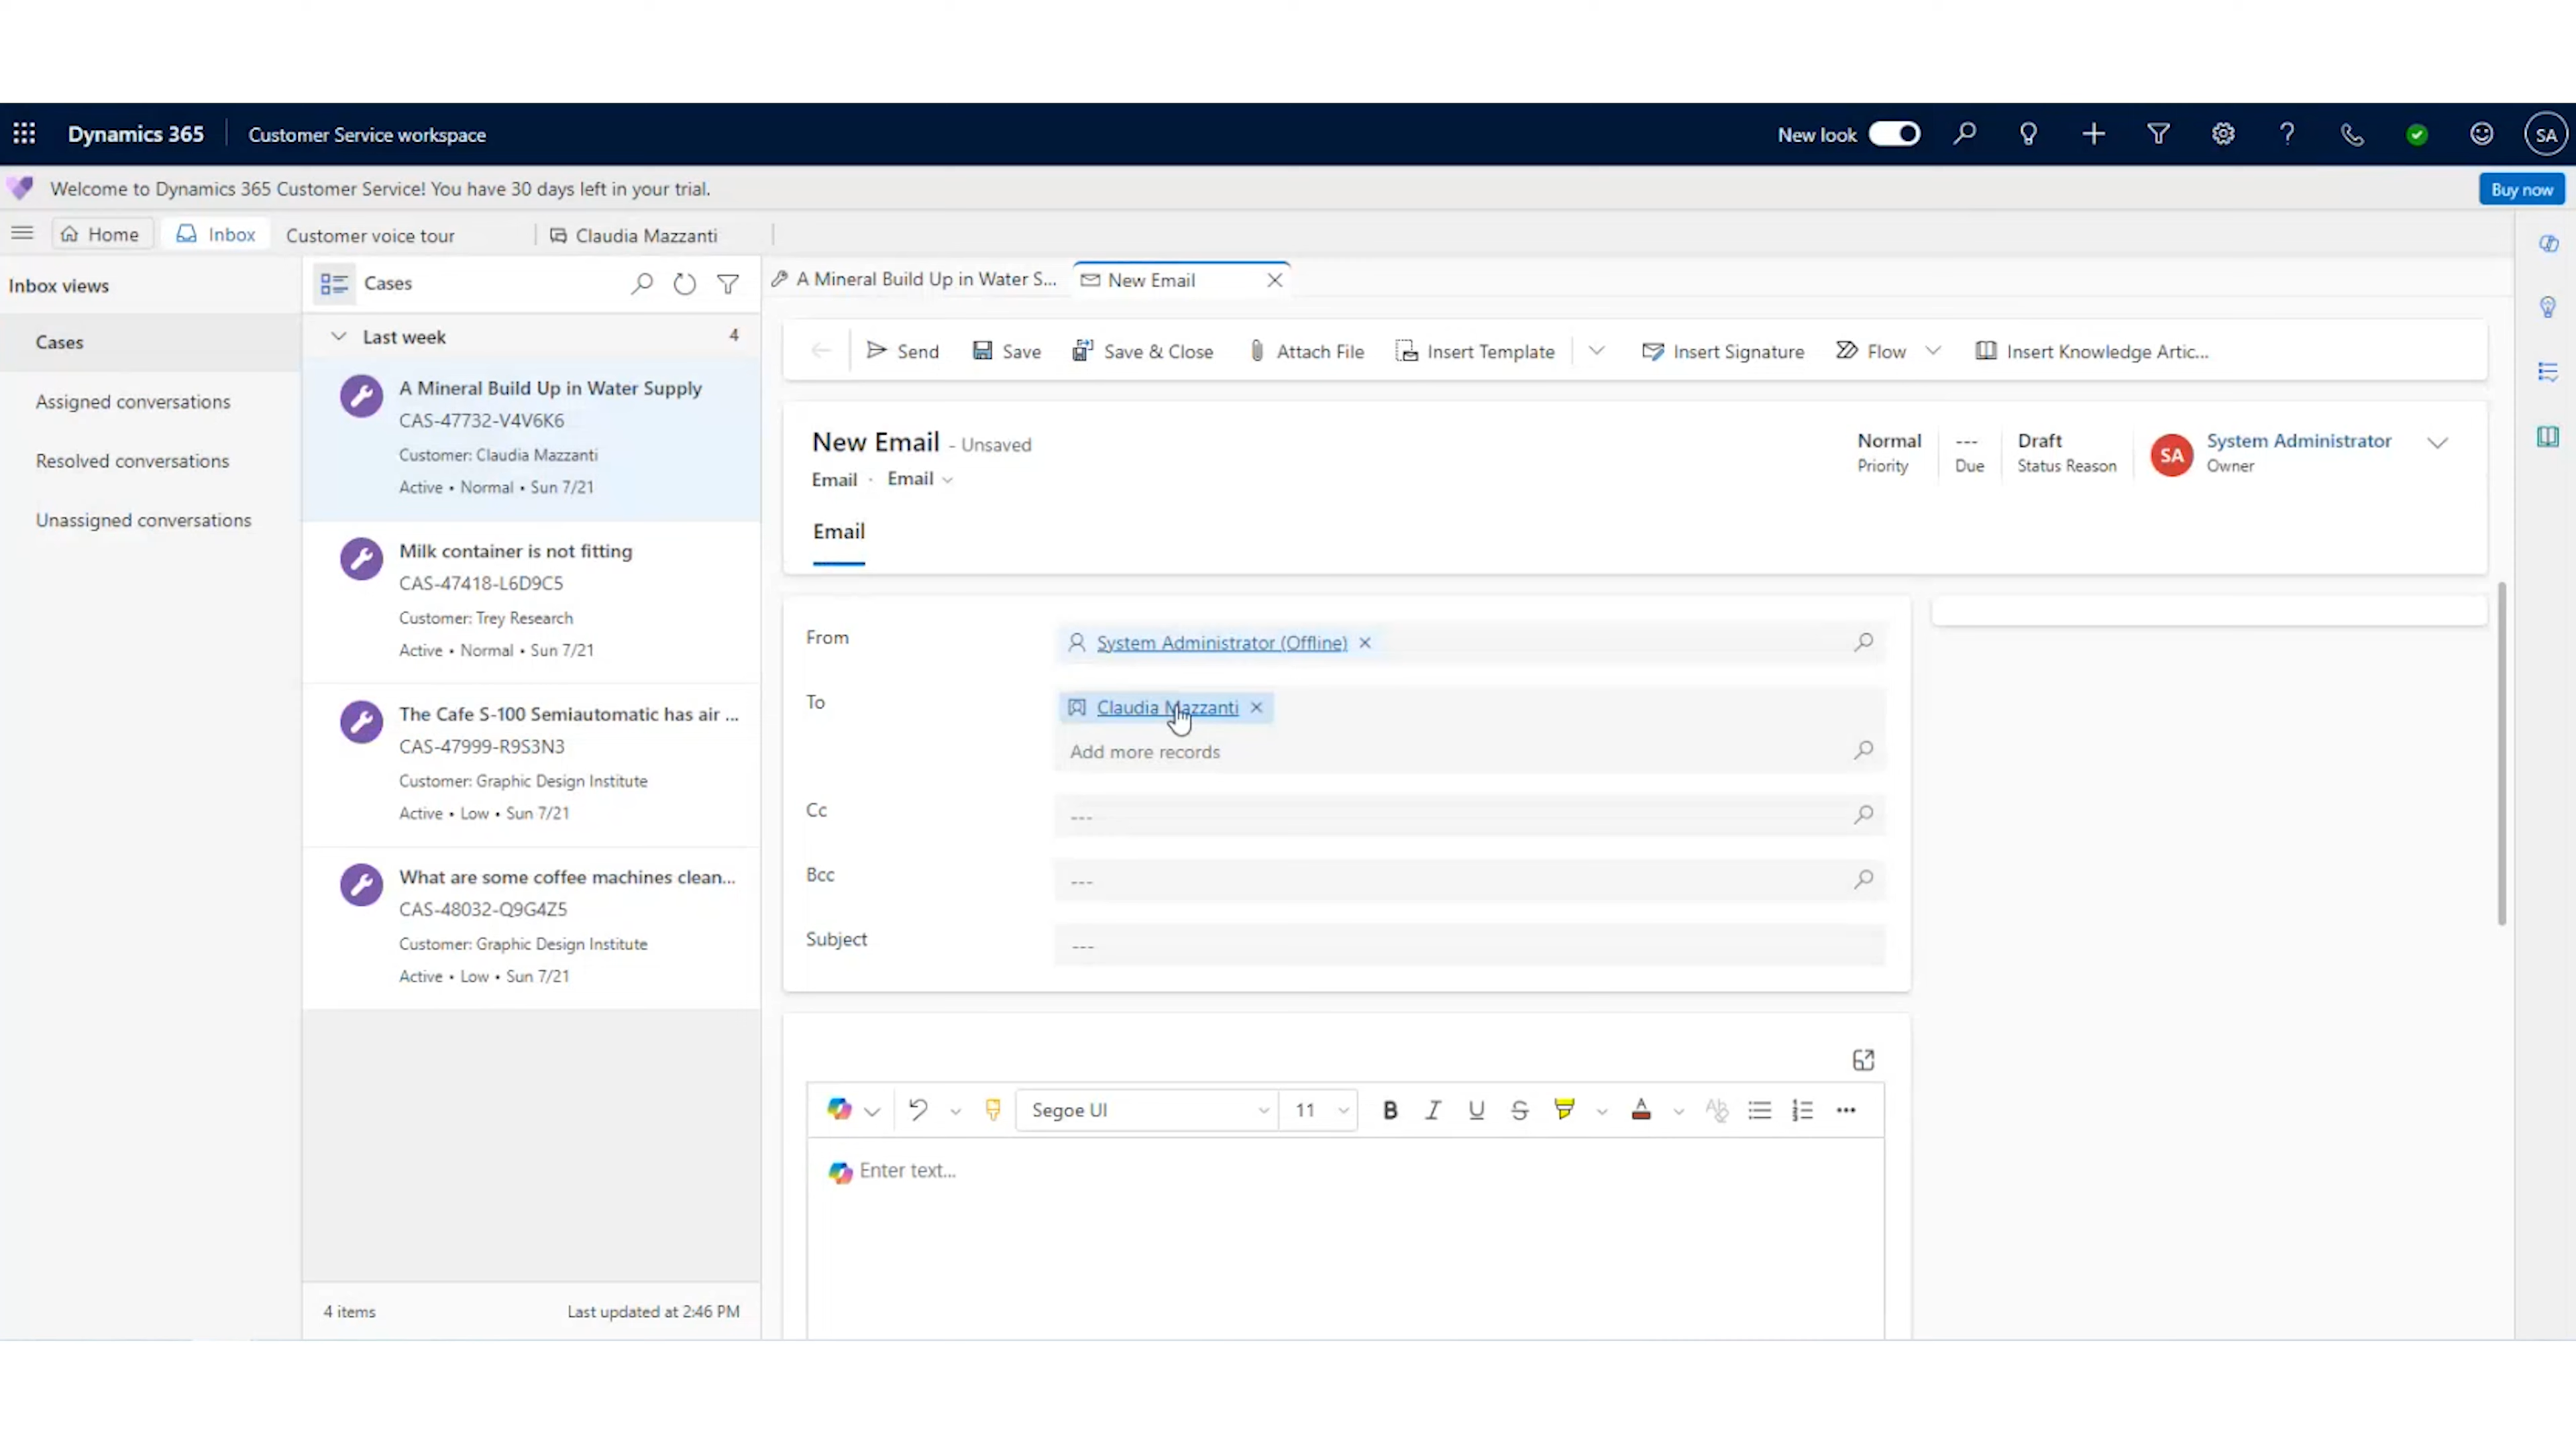 Dynamics 365
Customer Service workspace
New look
SA
Welcome to Dynamics 365 Customer Service! You have 30 days left in your trial.
Buy now
Home
Inbox
Customer voice tour
Claudia Mazzanti
Inbox views
Cases
Assigned conversations
Resolved conversations
Unassigned conversations
Cases
Last week
4
A Mineral Build Up in Water Supply
CAS-47732-V4V6K6
Customer: Claudia Mazzanti
Active • Normal • Sun 7/21
Milk container is not fitting
CAS-47418-L6D9C5
Customer: Trey Research
Active • Normal • Sun 7/21
The Cafe S-100 Semiautomatic has air ...
CAS-47999-R9S3N3
Customer: Graphic Design Institute
Active • Low • Sun 7/21
What are some coffee machines clean...
CAS-48032-Q9G4Z5
Customer: Graphic Design Institute
Active • Low • Sun 7/21
4 items
Last updated at 2:46 PM
A Mineral Build Up in Water S...
New Email
Send
Save
Save & Close
Attach File
Insert Template
Insert Signature
Flow
Insert Knowledge Artic...
New Email - Unsaved
Email · Email
Normal
Priority
---
Due
Draft
Status Reason
SA
System Administrator
Owner
Email
From
System Administrator (Offline)
To
Claudia Mazzanti
Add more records
Cc
---
Bcc
---
Subject
---
Segoe UI
11
Enter text...